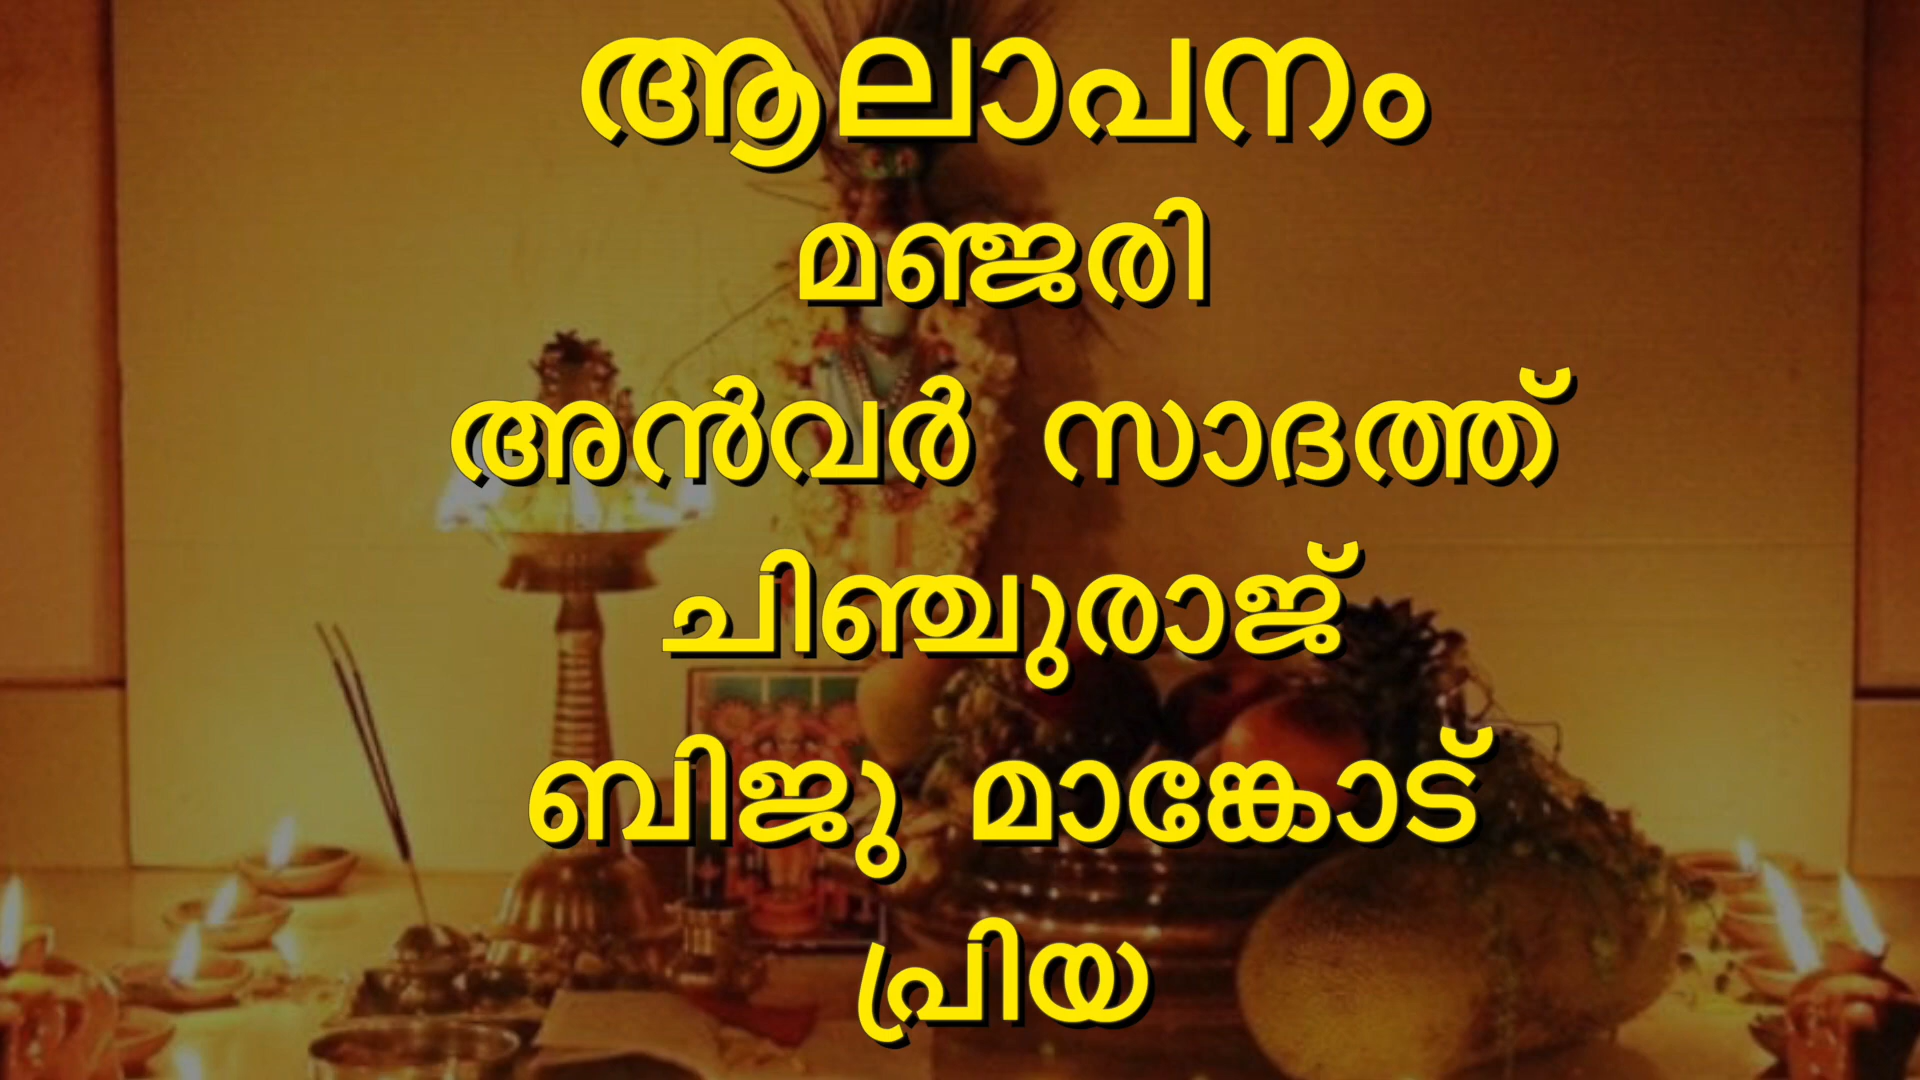 ആലാപനം
മഞ്ജരി
അൻവർ സാദത്ത്
ചിഞ്ചുരാജ്
ബിജു മാങ്കോട്
പ്രിയ